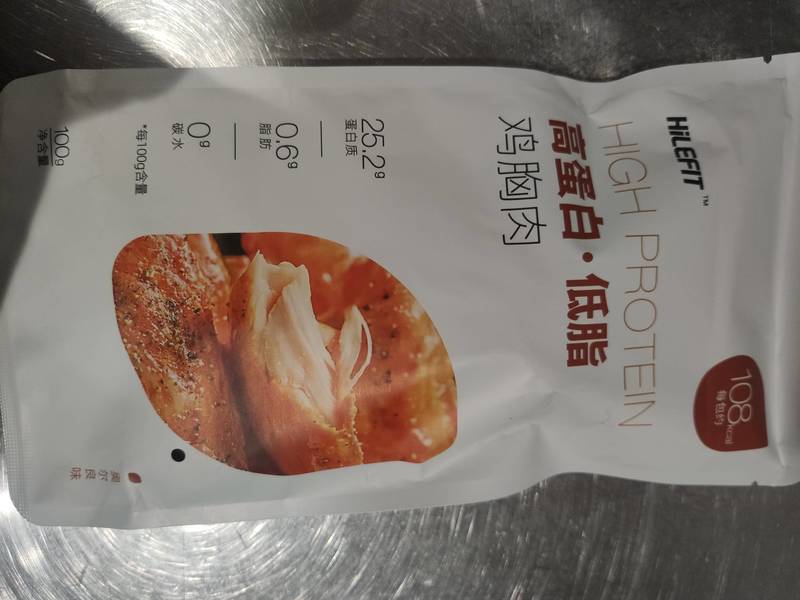 HiLEFIT™
108kcal
每包约
HIGH PROTEIN
高蛋白·低脂
鸡胸肉
25.2g
蛋白质
0.6g
脂肪
0g
碳水
*每100g含量
100g
净含量
奥尔良味